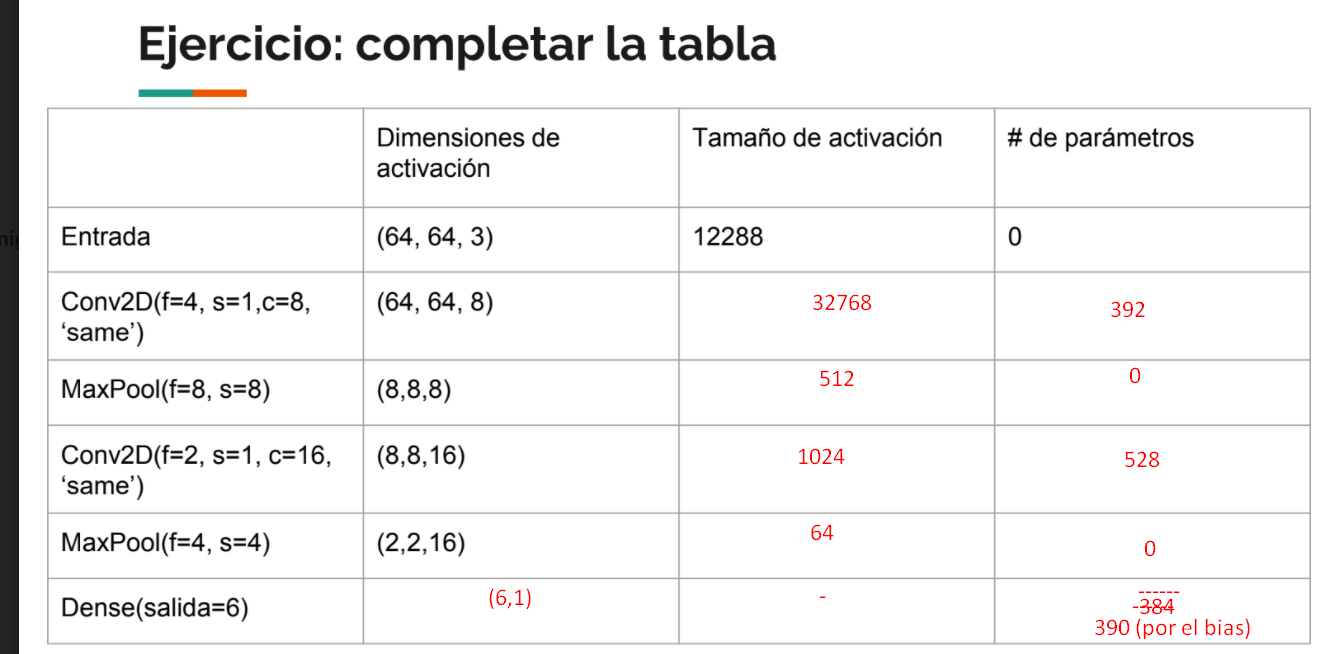 Ejercicio: completar la tabla
Dimensiones de
activación
Tamaño de activación
# de parámetros
Entrada
(64, 64, 3)
12288
0
Conv2D(f=4, s=1,c=8,
‘same’)
(64, 64, 8)
32768
392
MaxPool(f=8, s=8)
(8,8,8)
512
0
Conv2D(f=2, s=1, c=16,
‘same’)
(8,8,16)
1024
528
MaxPool(f=4, s=4)
(2,2,16)
64
0
Dense(salida=6)
(6,1)
-
------
-384
390 (por el bias)